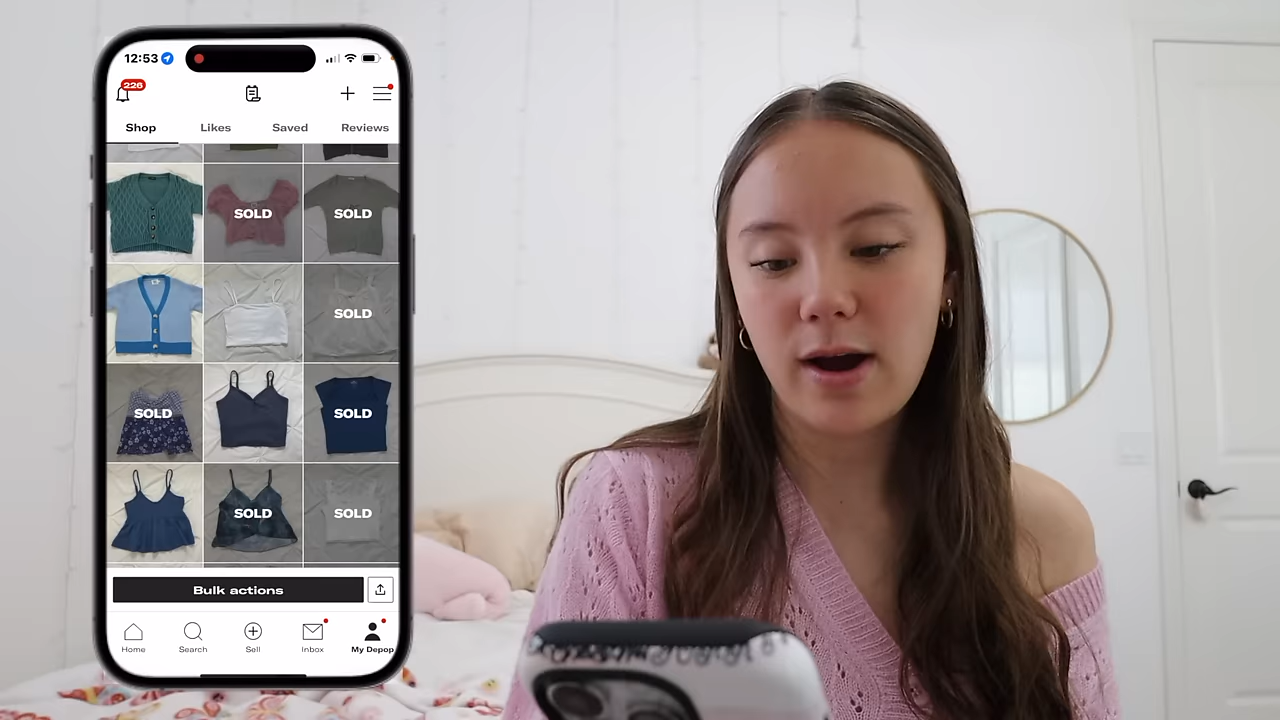 12:53
226
Shop Likes Saved Reviews
SOLD SOLD
SOLD
SOLD SOLD
SOLD SOLD
Bulk actions
Home Search Sell Inbox My Depop